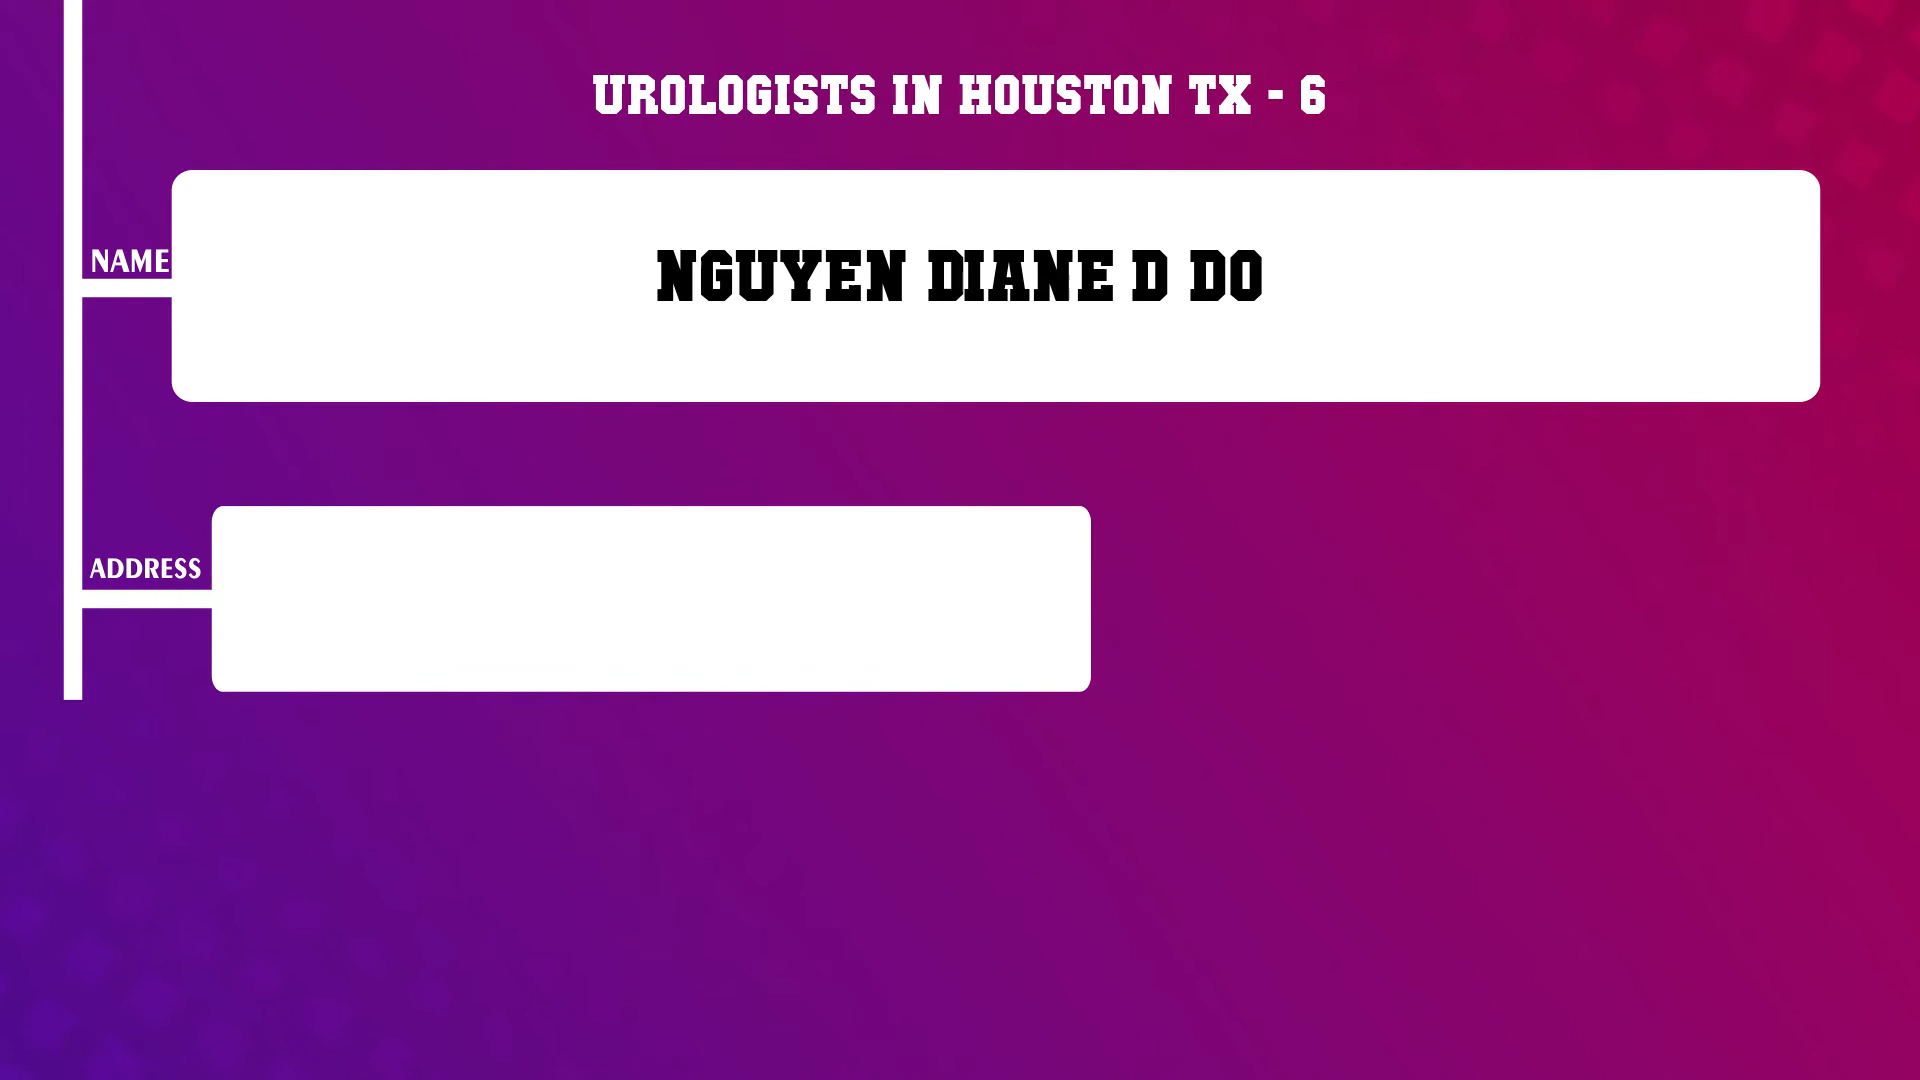 UROLOGISTS IN HOUSTON TX - 6
NAME
NGUYEN DIANE D DO
ADDRESS